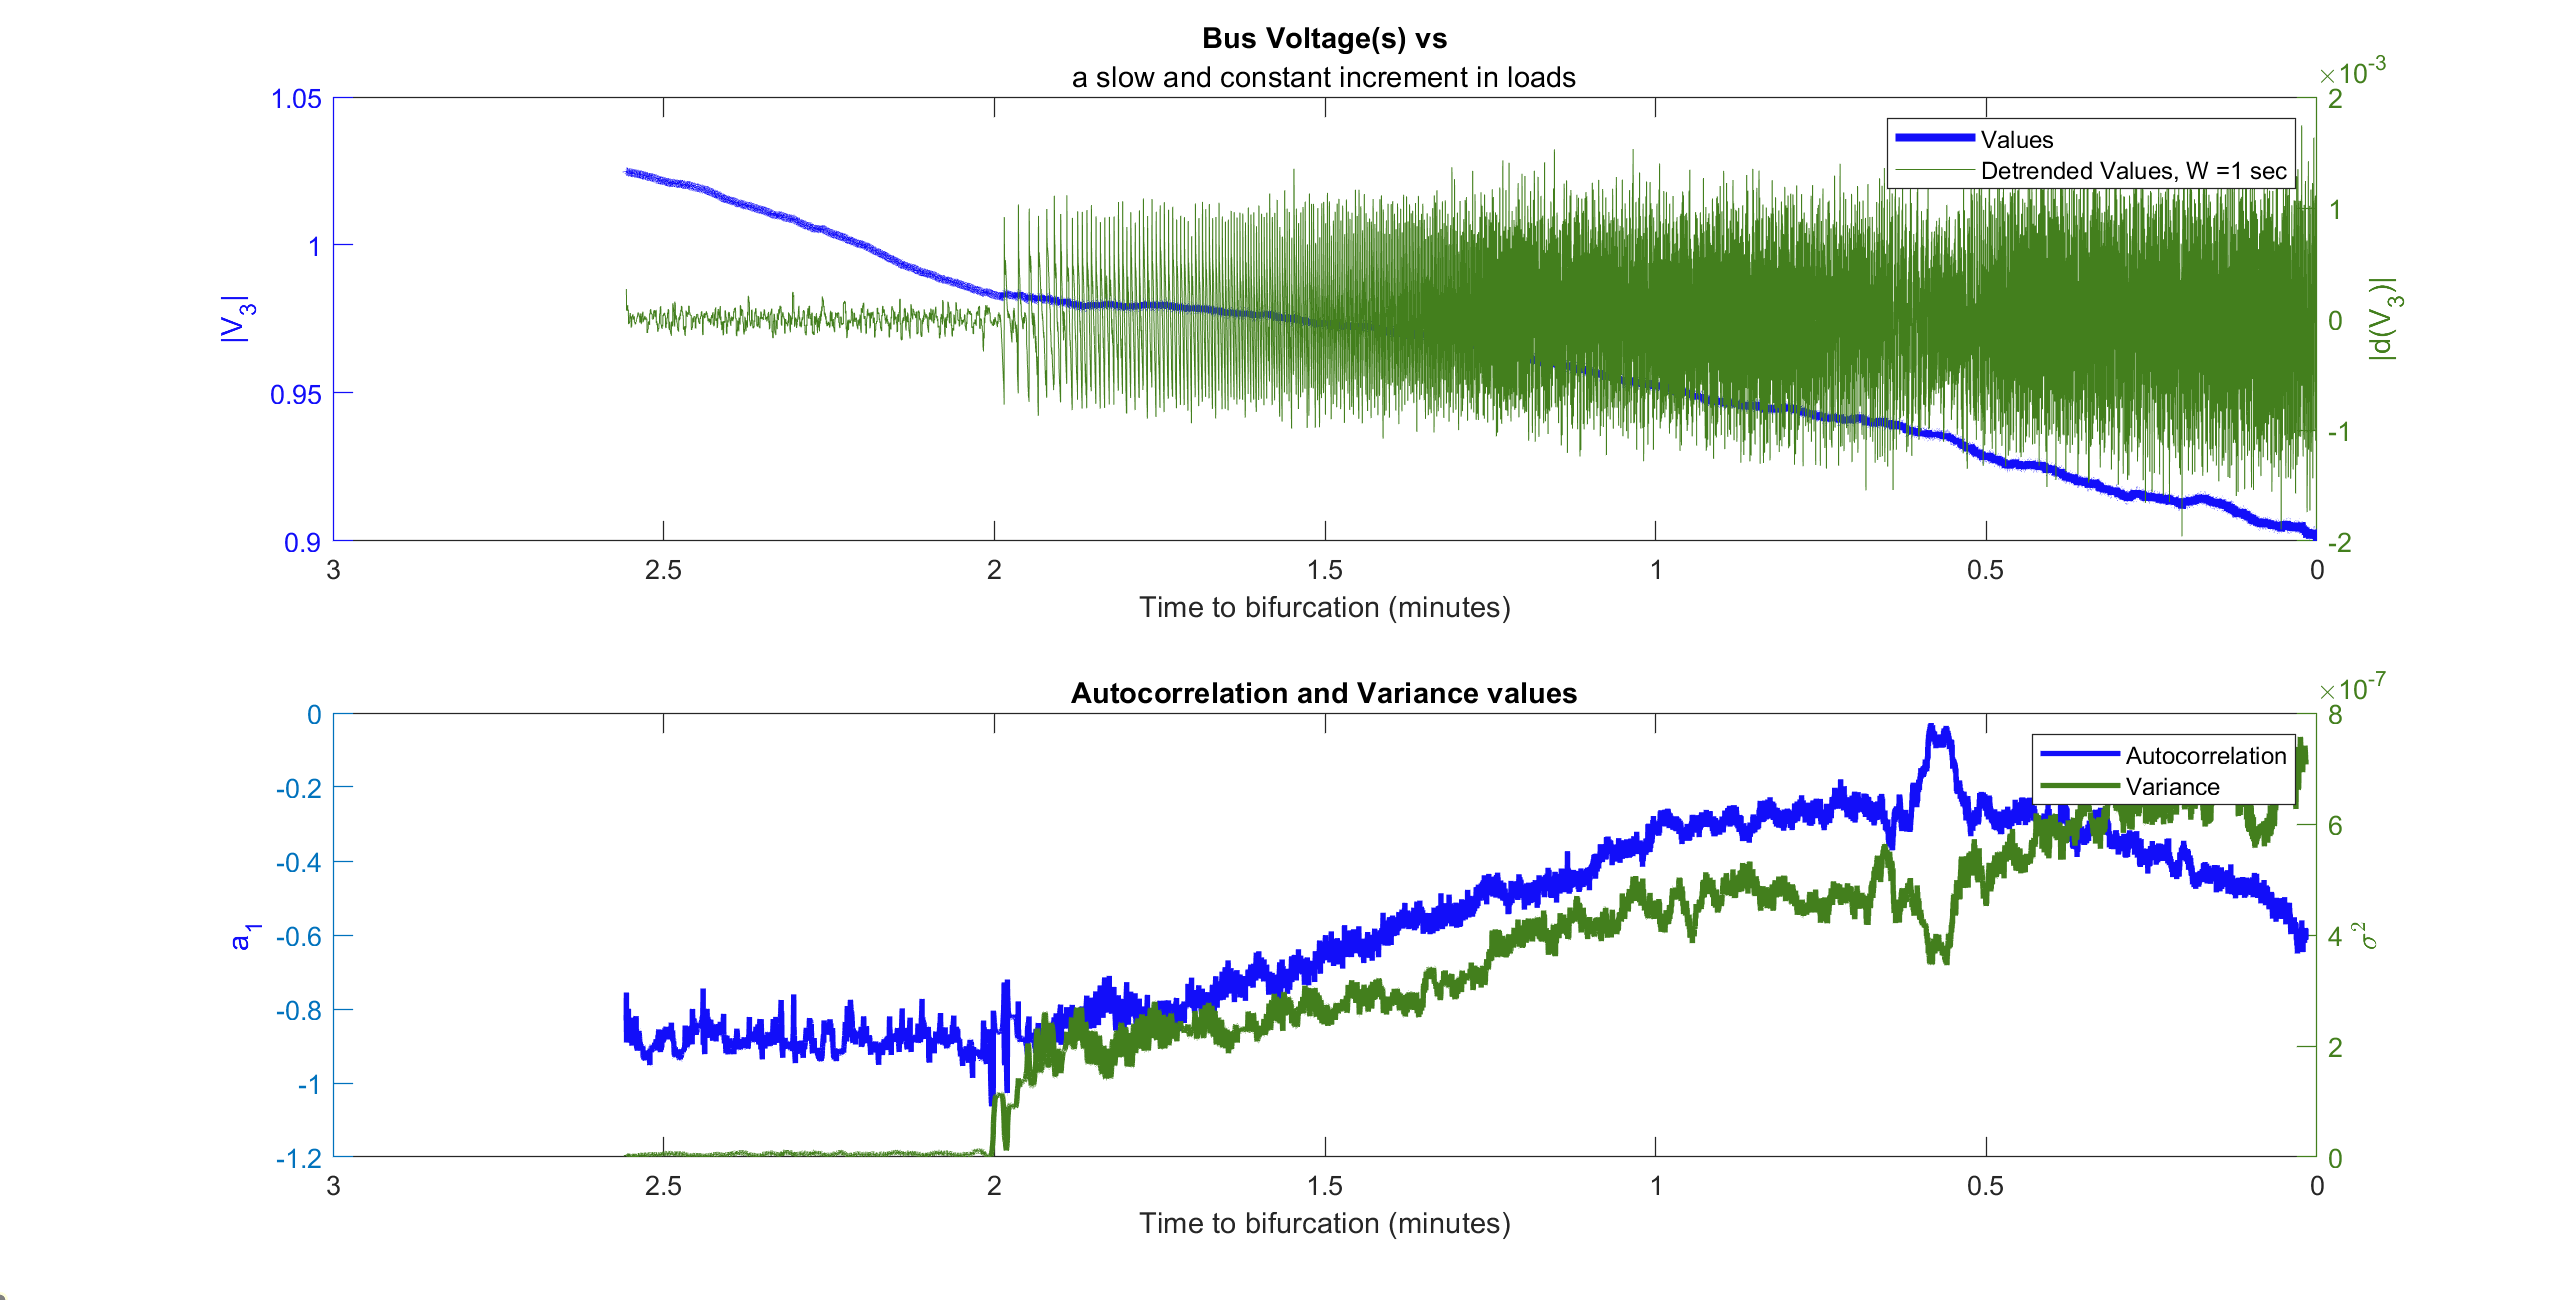 Bus Voltage(s) vs
a slow and constant increment in loads
×10⁻³
1.05
1
0.95
0.9
|V₃|
2
1
0
-1
-2
|d(V₃)|
Values
Detrended Values, W =1 sec
3 2.5 2 1.5 1 0.5 0
Time to bifurcation (minutes)
Autocorrelation and Variance values
×10⁻⁷
0
-0.2
-0.4
-0.6
-0.8
-1
-1.2
a₁
8
6
4
2
0
σ²
Autocorrelation
Variance
3 2.5 2 1.5 1 0.5 0
Time to bifurcation (minutes)